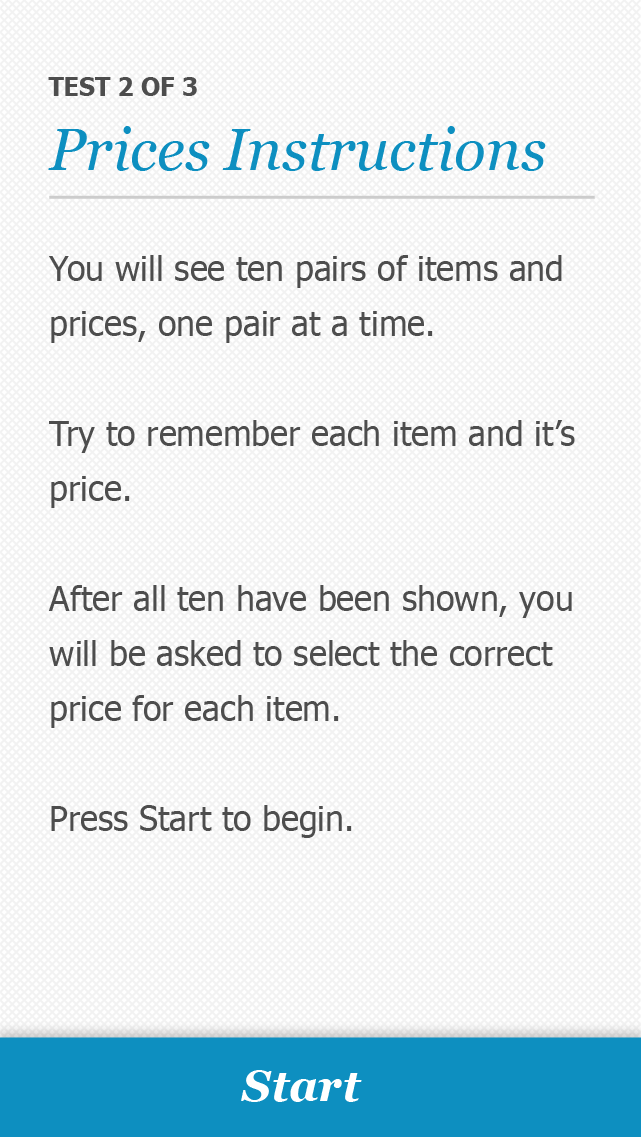 TEST 2 OF 3
Prices Instructions
You will see ten pairs of items and
prices, one pair at a time.
Try to remember each item and it’s
price.
After all ten have been shown, you
will be asked to select the correct
price for each item.
Press Start to begin.
Start